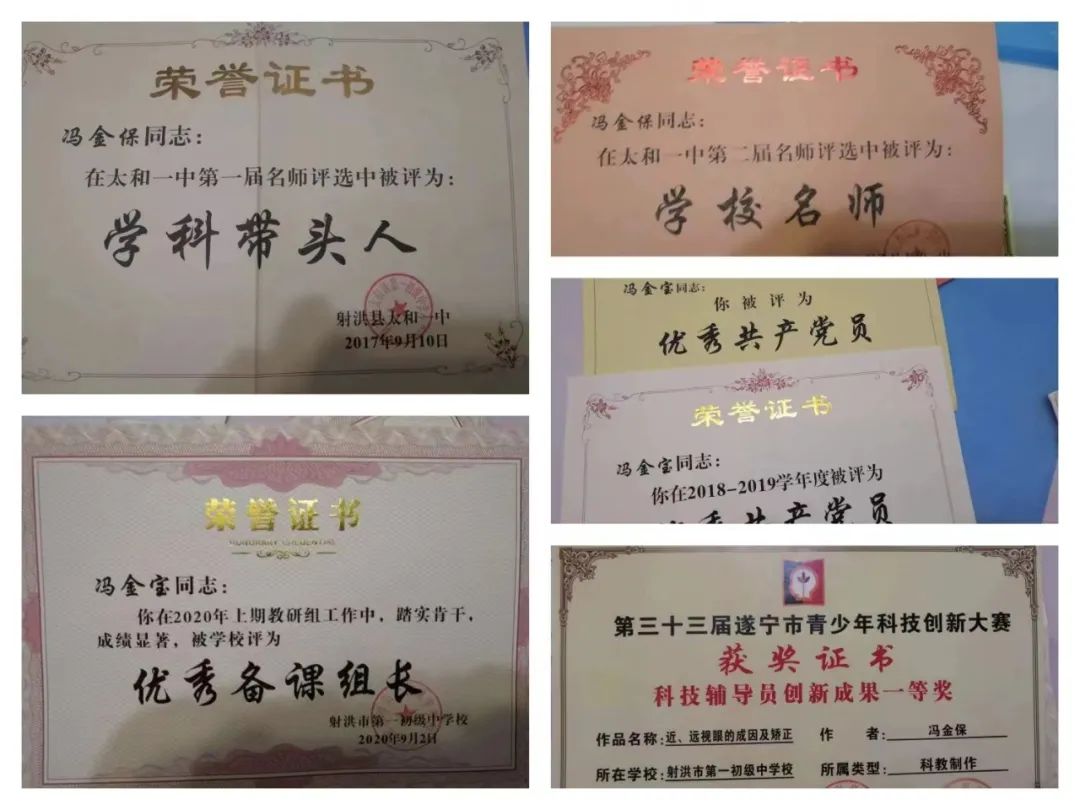 荣誉证书
冯金保同志：
在太和一中第一届名师评选中被评为：
学科带头人
射洪县太和一中
2017年9月10日
荣誉证书
HONORARY CREDENTIAL
冯金宝同志：
你在2020年上期教研组工作中，踏实肯干，
成绩显著，被学校评为
优秀备课组长
射洪市第一初级中学校
2020年9月2日
荣誉证书
冯金保同志：
在太和一中第二届名师评选中被评为：
学校名师
冯金宝同志：
你被评为
优秀共产党员
荣誉证书
冯金宝同志：
你在2018-2019学年度被评为
优秀共产党员
第三十三届遂宁市青少年科技创新大赛
获奖证书
科技辅导员创新成果一等奖
作品名称：近、远视眼的成因及矫正 作者：冯金保
所在学校：射洪市第一初级中学校 所属类型：科教制作